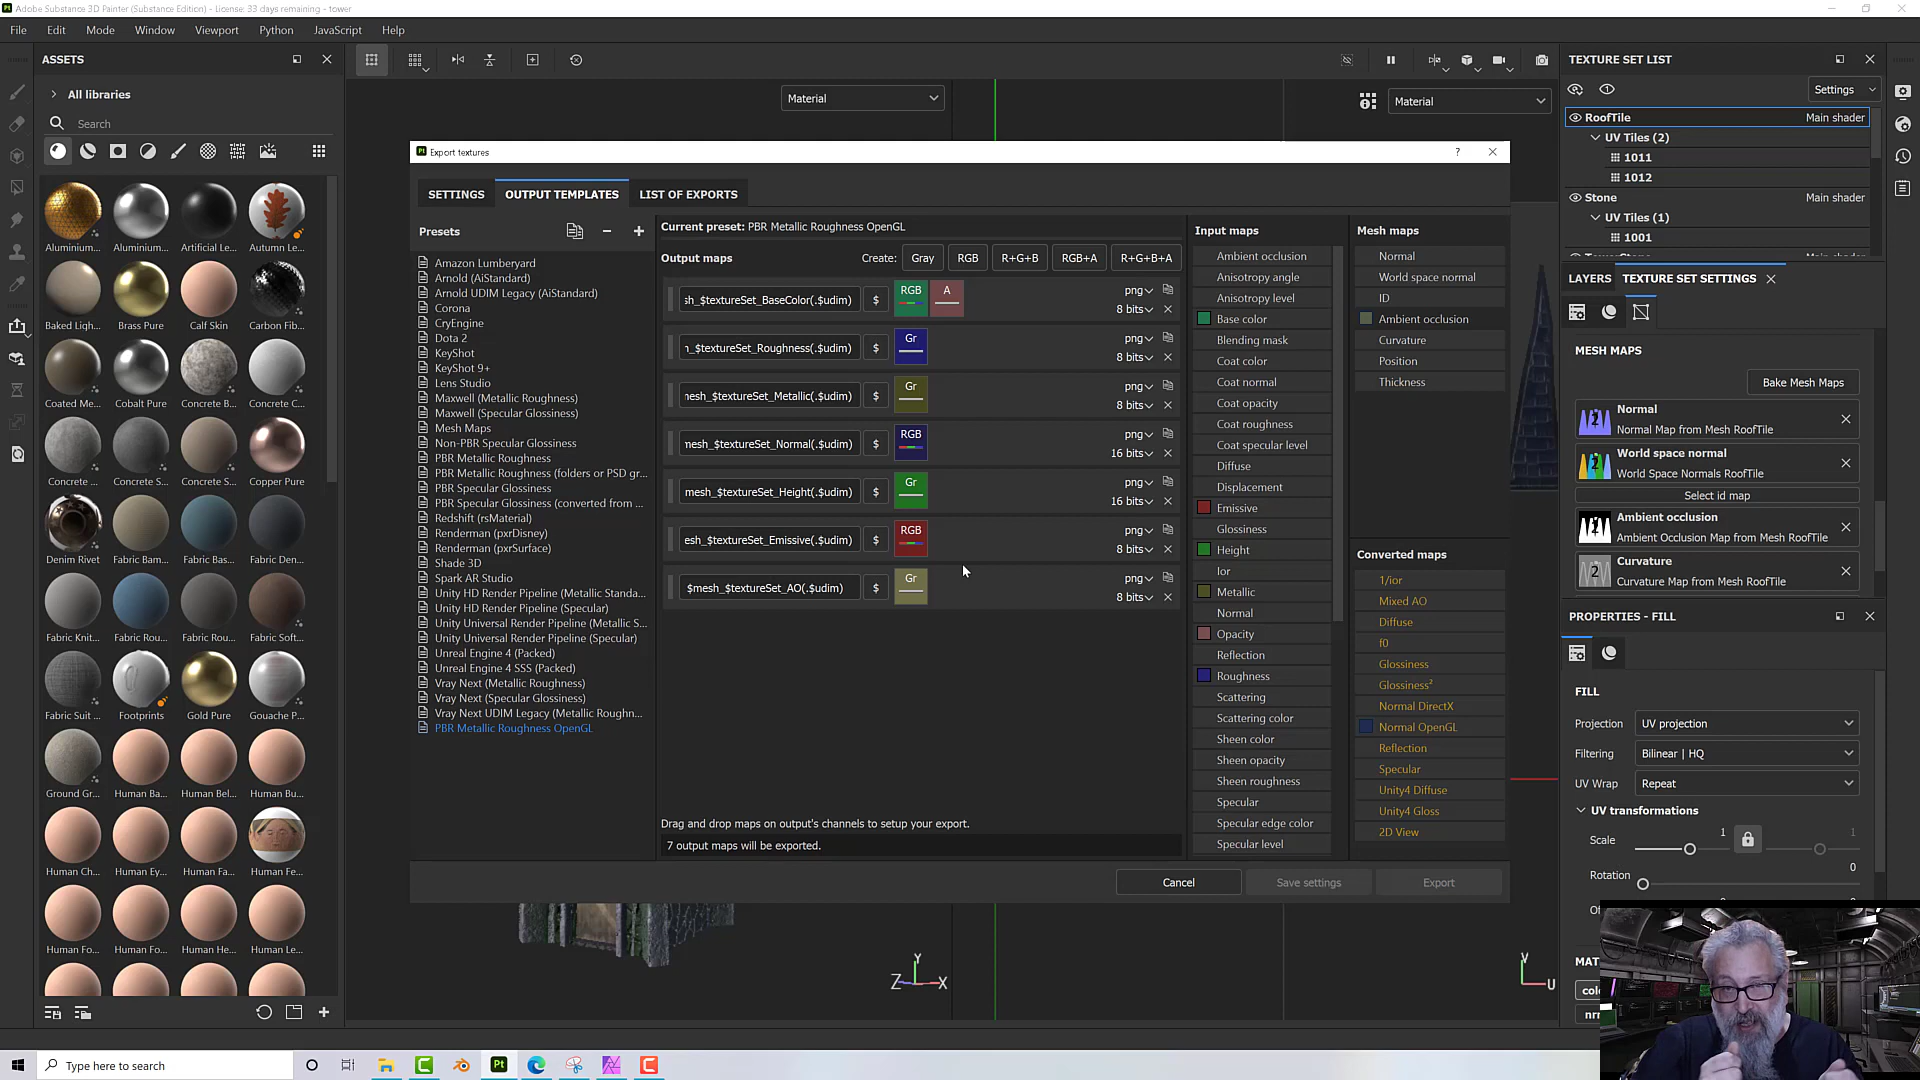 Adobe Substance 3D Painter (Substance Edition) - License: 33 days remaining - tower
File Edit Mode Window Viewport Python JavaScript Help
ASSETS
All libraries
Search
Aluminium... Aluminium... Artificial Le... Autumn Le...
Baked Ligh... Brass Pure Calf Skin Carbon Fib...
Coated Me... Cobalt Pure Concrete B... Concrete C...
Concrete ... Concrete S... Concrete S... Copper Pure
Denim Rivet Fabric Bam... Fabric Bas... Fabric Den...
Fabric Knit... Fabric Rou... Fabric Rou... Fabric Soft...
Fabric Suit ... Footprints Gold Pure Gouache P...
Ground Gr... Human Ba... Human Bel... Human Bu...
Human Ch... Human Ey... Human Fa... Human Fe...
Human Fo... Human Fo... Human He... Human Le...
Material
Material
Export textures
SETTINGS OUTPUT TEMPLATES LIST OF EXPORTS
Presets
Amazon Lumberyard
Arnold (AiStandard)
Arnold UDIM Legacy (AiStandard)
Corona
CryEngine
Dota 2
KeyShot
KeyShot 9+
Lens Studio
Maxwell (Metallic Roughness)
Maxwell (Specular Glossiness)
Mesh Maps
Non-PBR Specular Glossiness
PBR Metallic Roughness
PBR Metallic Roughness (folders or PSD gr...
PBR Specular Glossiness
PBR Specular Glossiness (converted from ...
Redshift (rsMaterial)
Renderman (pxrDisney)
Renderman (pxrSurface)
Shade 3D
Spark AR Studio
Unity HD Render Pipeline (Metallic Standa...
Unity HD Render Pipeline (Specular)
Unity Universal Render Pipeline (Metallic S...
Unity Universal Render Pipeline (Specular)
Unreal Engine 4 (Packed)
Unreal Engine 4 SSS (Packed)
Vray Next (Metallic Roughness)
Vray Next (Specular Glossiness)
Vray Next UDIM Legacy (Metallic Roughn...
PBR Metallic Roughness OpenGL
Current preset: PBR Metallic Roughness OpenGL
Output maps Create: Gray RGB R+G+B RGB+A R+G+B+A
sh_$textureSet_BaseColor(.$udim) $ RGB A png 8 bits
_$textureSet_Roughness(.$udim) $ Gr png 8 bits
nesh_$textureSet_Metallic(.$udim) $ Gr png 8 bits
mesh_$textureSet_Normal(.$udim) $ RGB png 16 bits
mesh_$textureSet_Height(.$udim) $ Gr png 16 bits
esh_$textureSet_Emissive(.$udim) $ RGB png 8 bits
$mesh_$textureSet_AO(.$udim) $ Gr png 8 bits
Drag and drop maps on output's channels to setup your export.
7 output maps will be exported.
Input maps
Ambient occlusion
Anisotropy angle
Anisotropy level
Base color
Blending mask
Coat color
Coat normal
Coat opacity
Coat roughness
Coat specular level
Diffuse
Displacement
Emissive
Glossiness
Height
Ior
Metallic
Normal
Opacity
Reflection
Roughness
Scattering
Scattering color
Sheen color
Sheen opacity
Sheen roughness
Specular
Specular edge color
Specular level
Mesh maps
Normal
World space normal
ID
Ambient occlusion
Curvature
Position
Thickness
Converted maps
1/ior
Mixed AO
Diffuse
f0
Glossiness
Glossiness²
Normal DirectX
Normal OpenGL
Reflection
Specular
Unity4 Diffuse
Unity4 Gloss
2D View
Cancel Save settings Export
Y
Z X
V
U
TEXTURE SET LIST
Settings
RoofTile Main shader
UV Tiles (2)
1011
1012
Stone Main shader
UV Tiles (1)
1001
LAYERS TEXTURE SET SETTINGS
MESH MAPS
Bake Mesh Maps
Normal
Normal Map from Mesh RoofTile
World space normal
World Space Normals RoofTile
Select id map
Ambient occlusion
Ambient Occlusion Map from Mesh RoofTile
Curvature
Curvature Map from Mesh RoofTile
PROPERTIES - FILL
FILL
Projection UV projection
Filtering Bilinear | HQ
UV Wrap Repeat
UV transformations
Scale 1 1
Rotation 0
Type here to search
Pt